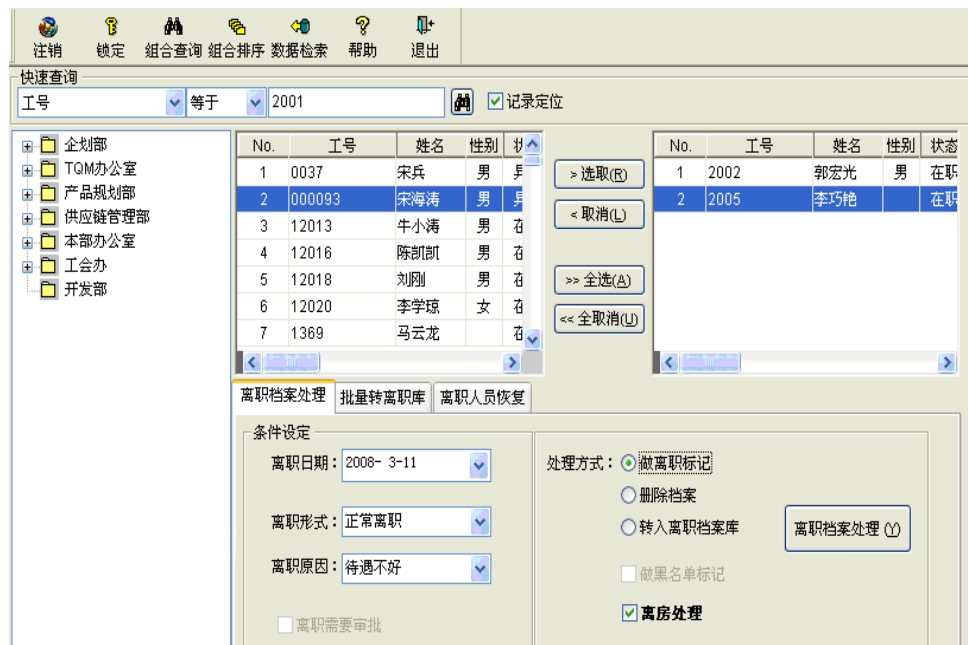 注销 锁定 组合查询 组合排序 数据检索 帮助 退出
快速查询
工号 等于 2001 记录定位
企划部
TQM办公室
产品规划部
供应链管理部
本部办公室
工会办
开发部
No. 工号 姓名 性别
1 0037 宋兵 男
2 000093 宋海涛 男
3 12013 牛小涛 男 在
4 12016 陈凯凯 男 在
5 12018 刘刚 男 在
6 12020 李学琼 女 在
7 1369 马云龙 在
> 选取(R)
< 取消(L)
>> 全选(A)
<< 全取消(U)
No. 工号 姓名 性别 状态
1 2002 郭宏光 男 在职
2 2005 李巧艳 在职
离职档案处理 批量转离职库 离职人员恢复
条件设定
离职日期：2008- 3-11
离职形式：正常离职
离职原因：待遇不好
离职需要审批
处理方式：做离职标记
删除档案
转入离职档案库
做黑名单标记
离房处理
离职档案处理 (Y)